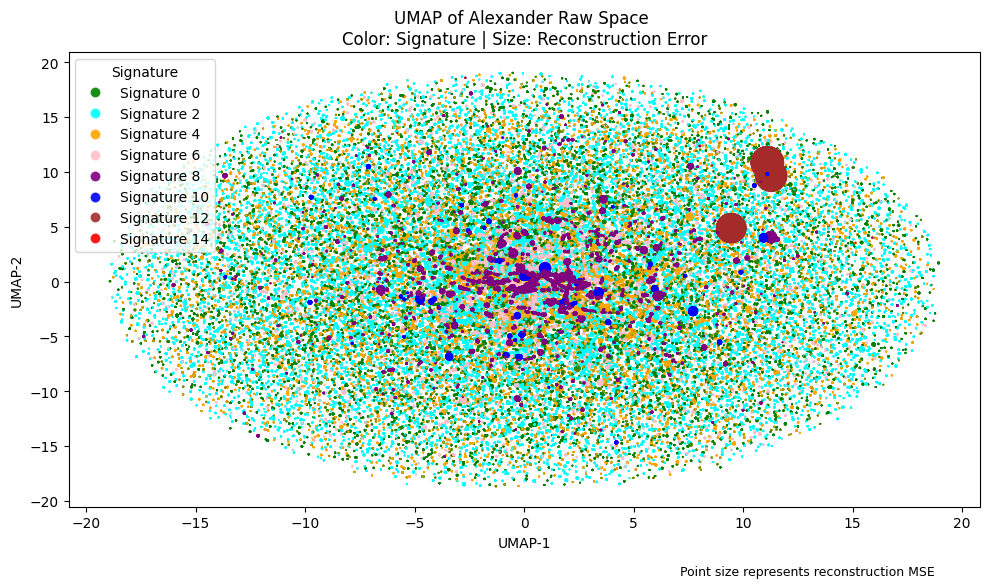 UMAP of Alexander Raw Space
Color: Signature | Size: Reconstruction Error
Signature
Signature 0
Signature 2
Signature 4
Signature 6
Signature 8
Signature 10
Signature 12
Signature 14
20
15
10
5
0
−5
−10
−15
−20
UMAP-2
−20 −15 −10 −5 0 5 10 15 20
UMAP-1
Point size represents reconstruction MSE